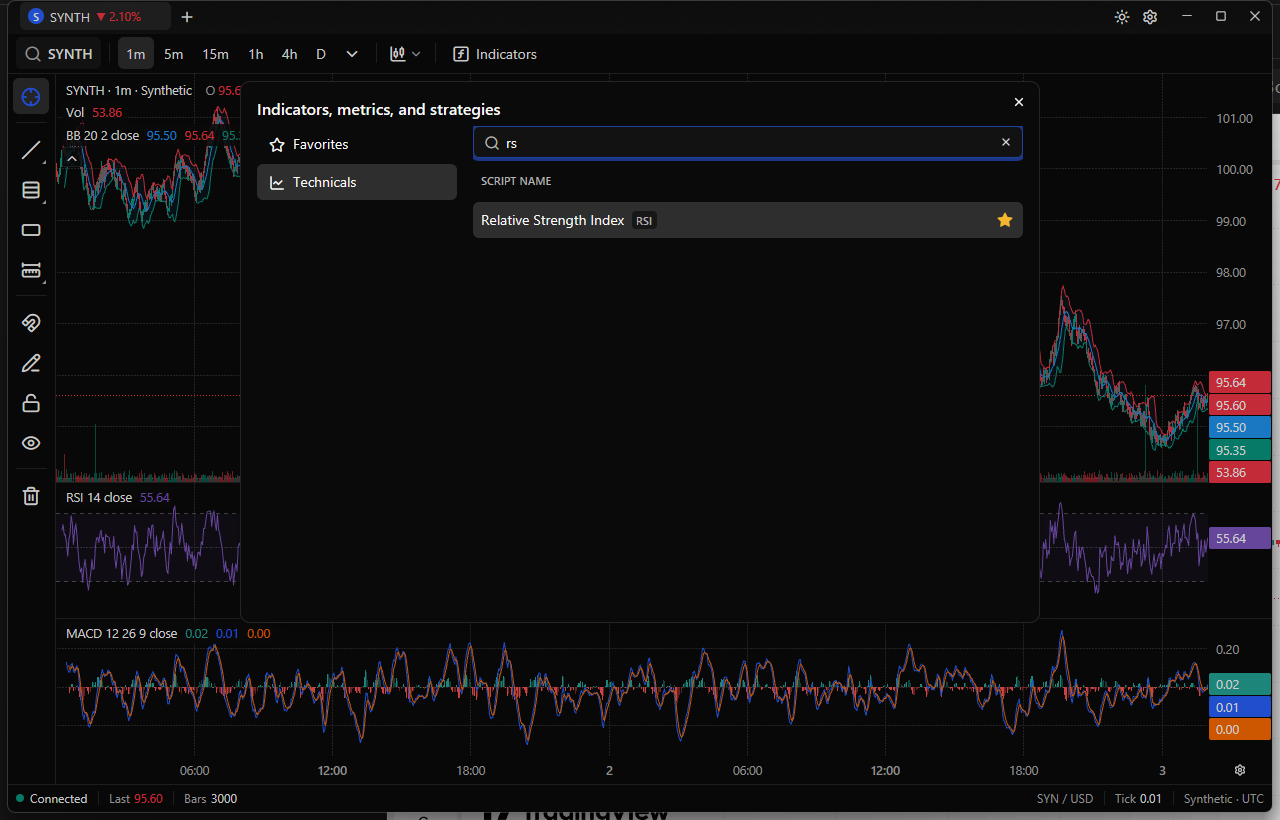 SYNTH 2.10%
SYNTH 1m 5m 15m 1h 4h D Indicators
SYNTH · 1m · Synthetic O 95.6
Vol 53.86
BB 20 2 close 95.50 95.64 95.
Indicators, metrics, and strategies
Favorites
Technicals
rs
SCRIPT NAME
Relative Strength Index RSI
101.00
100.00
99.00
98.00
97.00
95.64
95.60
95.50
95.35
53.86
RSI 14 close 55.64
55.64
MACD 12 26 9 close 0.02 0.01 0.00
0.20
0.02
0.01
0.00
06:00 12:00 18:00 2 06:00 12:00 18:00 3
Connected Last 95.60 Bars 3000 SYN / USD Tick 0.01 Synthetic · UTC
TradingView